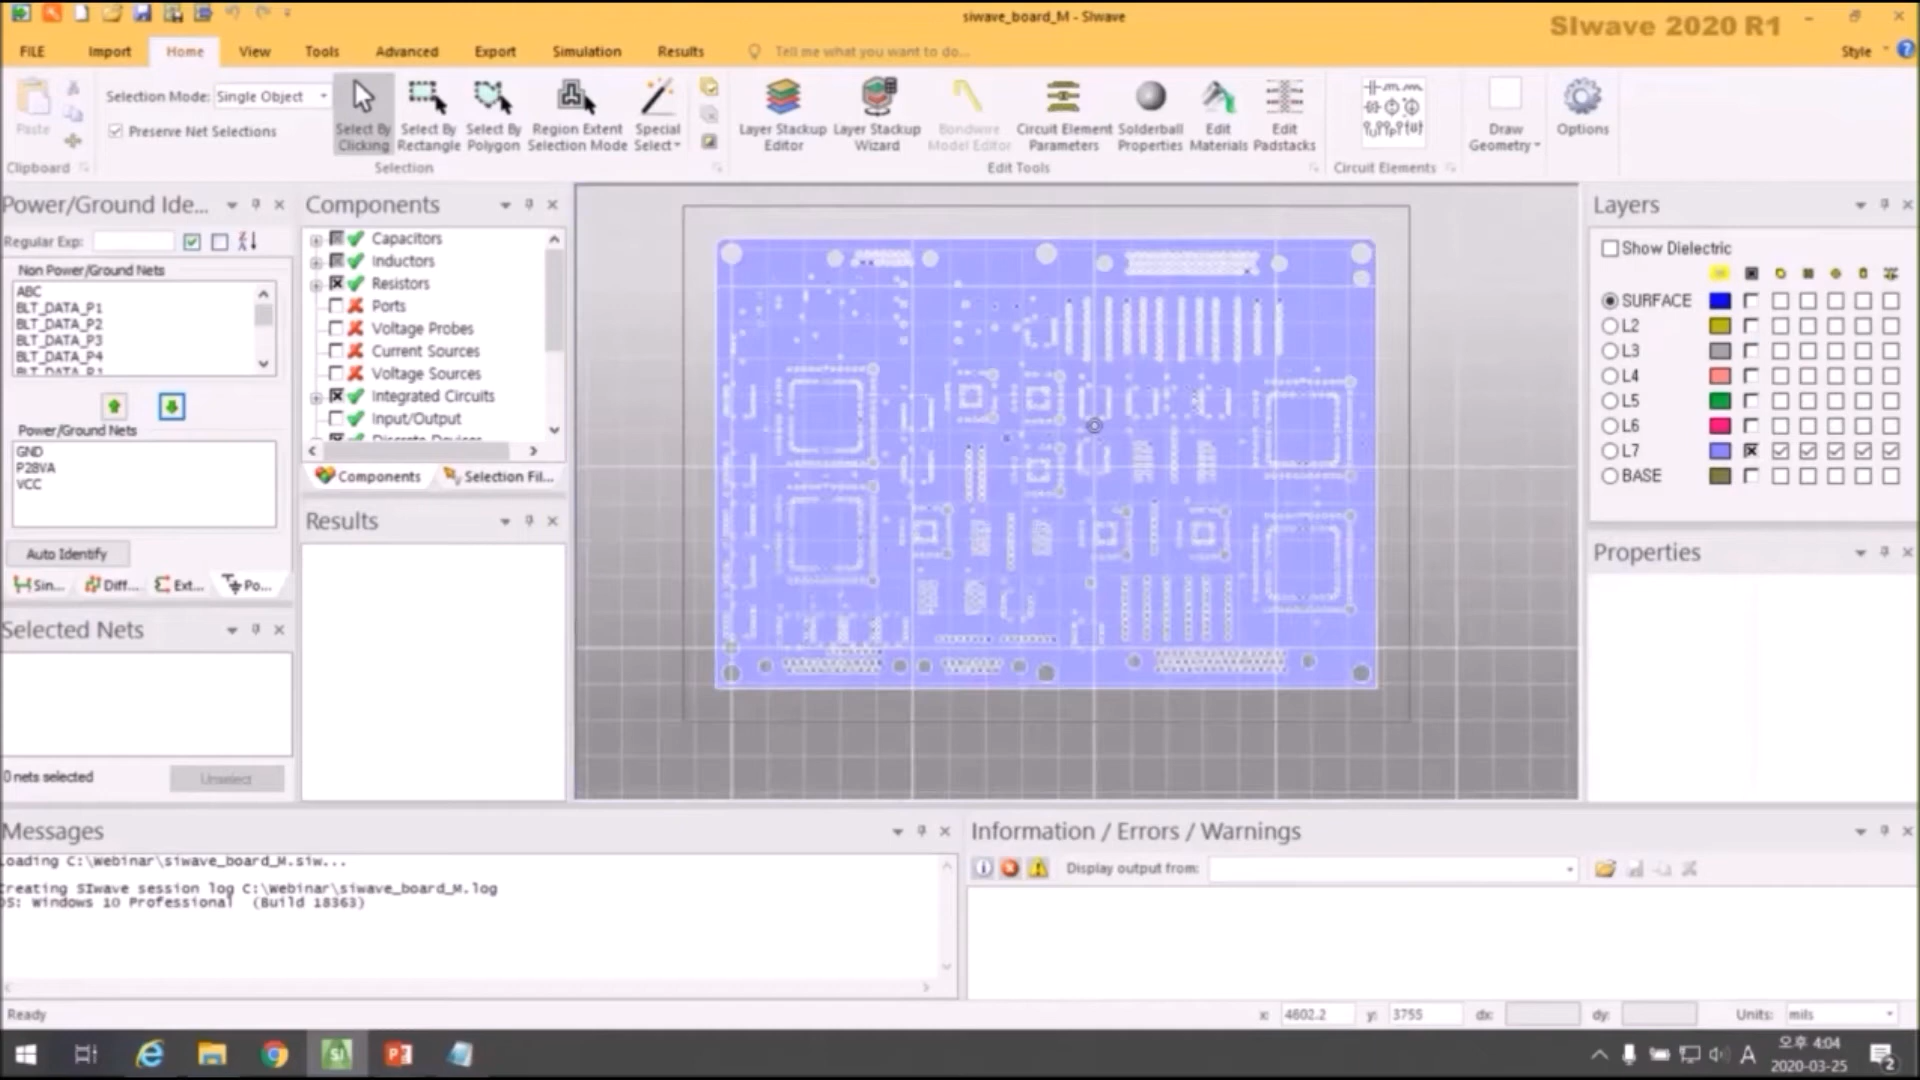 siwave_board_M - SIwave
SIwave 2020 R1
FILE Import Home View Tools Advanced Export Simulation Results Tell me what you want to do...
Style
Paste
Selection Mode: Single Object
Preserve Net Selections
Select By Clicking
Select By Rectangle
Select By Polygon
Region Extent Selection Mode
Special Select
Layer Stackup Editor
Layer Stackup Wizard
Bondwire Model Editor
Circuit Element Parameters
Solderball Properties
Edit Materials
Edit Padstacks
Draw Geometry
Options
Clipboard
Selection
Edit Tools
Circuit Elements
Power/Ground Ide...
Regular Exp:
Non Power/Ground Nets
ABC
BLT_DATA_P1
BLT_DATA_P2
BLT_DATA_P3
BLT_DATA_P4
Power/Ground Nets
GND
P28VA
VCC
Auto Identify
Sin...
Diff...
Ext...
Po...
Selected Nets
0 nets selected
Unselect
Components
Capacitors
Inductors
Resistors
Ports
Voltage Probes
Current Sources
Voltage Sources
Integrated Circuits
Input/Output
Discrete Devices
Components
Selection Fil...
Results
Layers
Show Dielectric
SURFACE
L2
L3
L4
L5
L6
L7
BASE
Properties
Messages
Loading C:\Webinar\siwave_board_M.siw...
Creating SIwave session log C:\Webinar\siwave_board_M.log
OS: Windows 10 Professional (Build 18363)
Information / Errors / Warnings
Display output from:
Ready
x: 4602.2
y: 3755
dx:
dy:
Units: mils
A
오후 4:04
2020-03-25
2